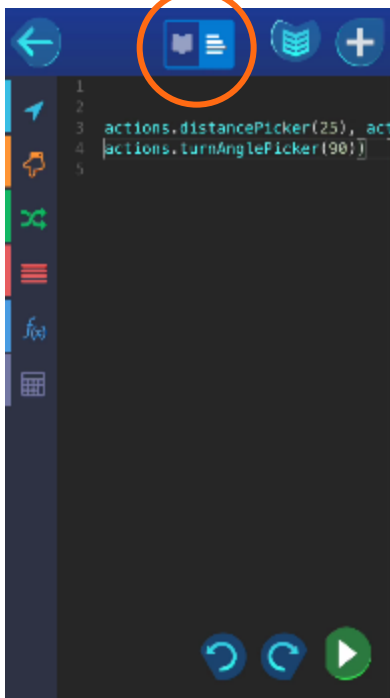 1
2
3 actions.distancePicker(25), act
4 actions.turnAnglePicker(90))
5
f(x)